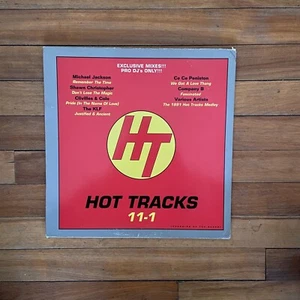 EXCLUSIVE MIXES!!!
PRO DJ's ONLY!!!
Michael Jackson
Remember The Time
Shawn Christopher
Don't Lose The Magic
Clivilles & Cole
Pride (In The Name Of Love)
The KLF
Justified & Ancient
Ce Ce Peniston
We Got A Love Thang
Company B
Fascinated
Various Artists
The 1991 Hot Tracks Medley
HT
HOT TRACKS
11-1